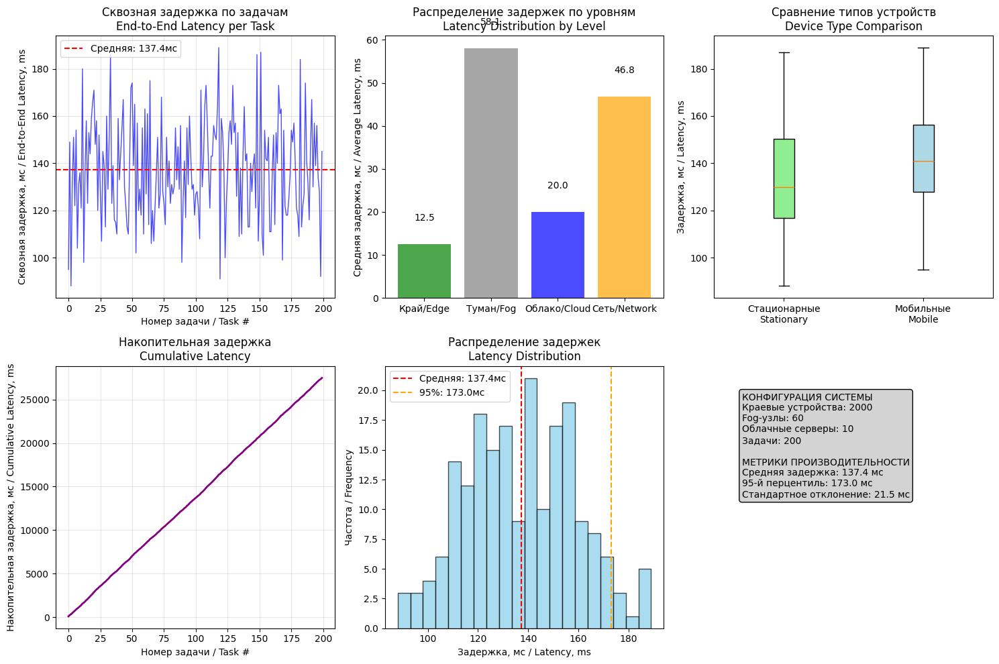 Сквозная задержка по задачам
End-to-End Latency per Task
Средняя: 137.4мс
Сквозная задержка, мс / End-to-End Latency, ms
180
160
140
120
100
0 25 50 75 100 125 150 175 200
Номер задачи / Task #
Распределение задержек по уровням
Latency Distribution by Level
58.1
Средняя задержка, мс / Average Latency, ms
60
50
40
30
20
10
0
12.5
20.0
46.8
Край/Edge Туман/Fog Облако/Cloud Сеть/Network
Сравнение типов устройств
Device Type Comparison
Задержка, мс / Latency, ms
180
160
140
120
100
Стационарные
Stationary
Мобильные
Mobile
Накопительная задержка
Cumulative Latency
Накопительная задержка, мс / Cumulative Latency, ms
25000
20000
15000
10000
5000
0
0 25 50 75 100 125 150 175 200
Номер задачи / Task #
Распределение задержек
Latency Distribution
Средняя: 137.4мс
95%: 173.0мс
Частота / Frequency
20.0
17.5
15.0
12.5
10.0
7.5
5.0
2.5
0.0
100 120 140 160 180
Задержка, мс / Latency, ms
КОНФИГУРАЦИЯ СИСТЕМЫ
Краевые устройства: 2000
Fog-узлы: 60
Облачные серверы: 10
Задачи: 200
МЕТРИКИ ПРОИЗВОДИТЕЛЬНОСТИ
Средняя задержка: 137.4 мс
95-й перцентиль: 173.0 мс
Стандартное отклонение: 21.5 мс